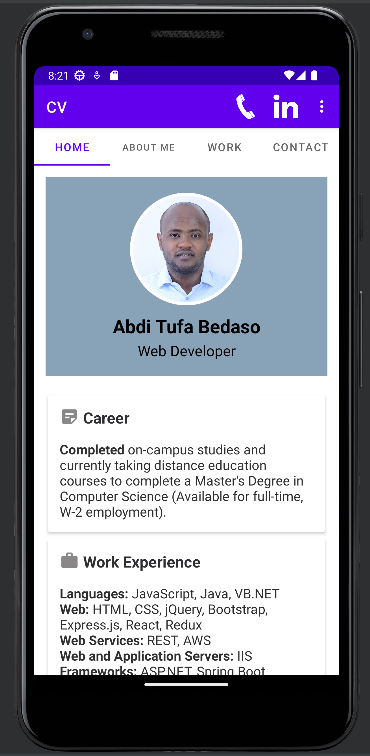 8:21
CV
in
HOME ABOUT ME WORK CONTACT
Abdi Tufa Bedaso
Web Developer
Career
Completed on-campus studies and
currently taking distance education
courses to complete a Master's Degree in
Computer Science (Available for full-time,
W-2 employment).
Work Experience
Languages: JavaScript, Java, VB.NET
Web: HTML, CSS, jQuery, Bootstrap,
Express.js, React, Redux
Web Services: REST, AWS
Web and Application Servers: IIS
Frameworks: ASP.NET, Spring Boot